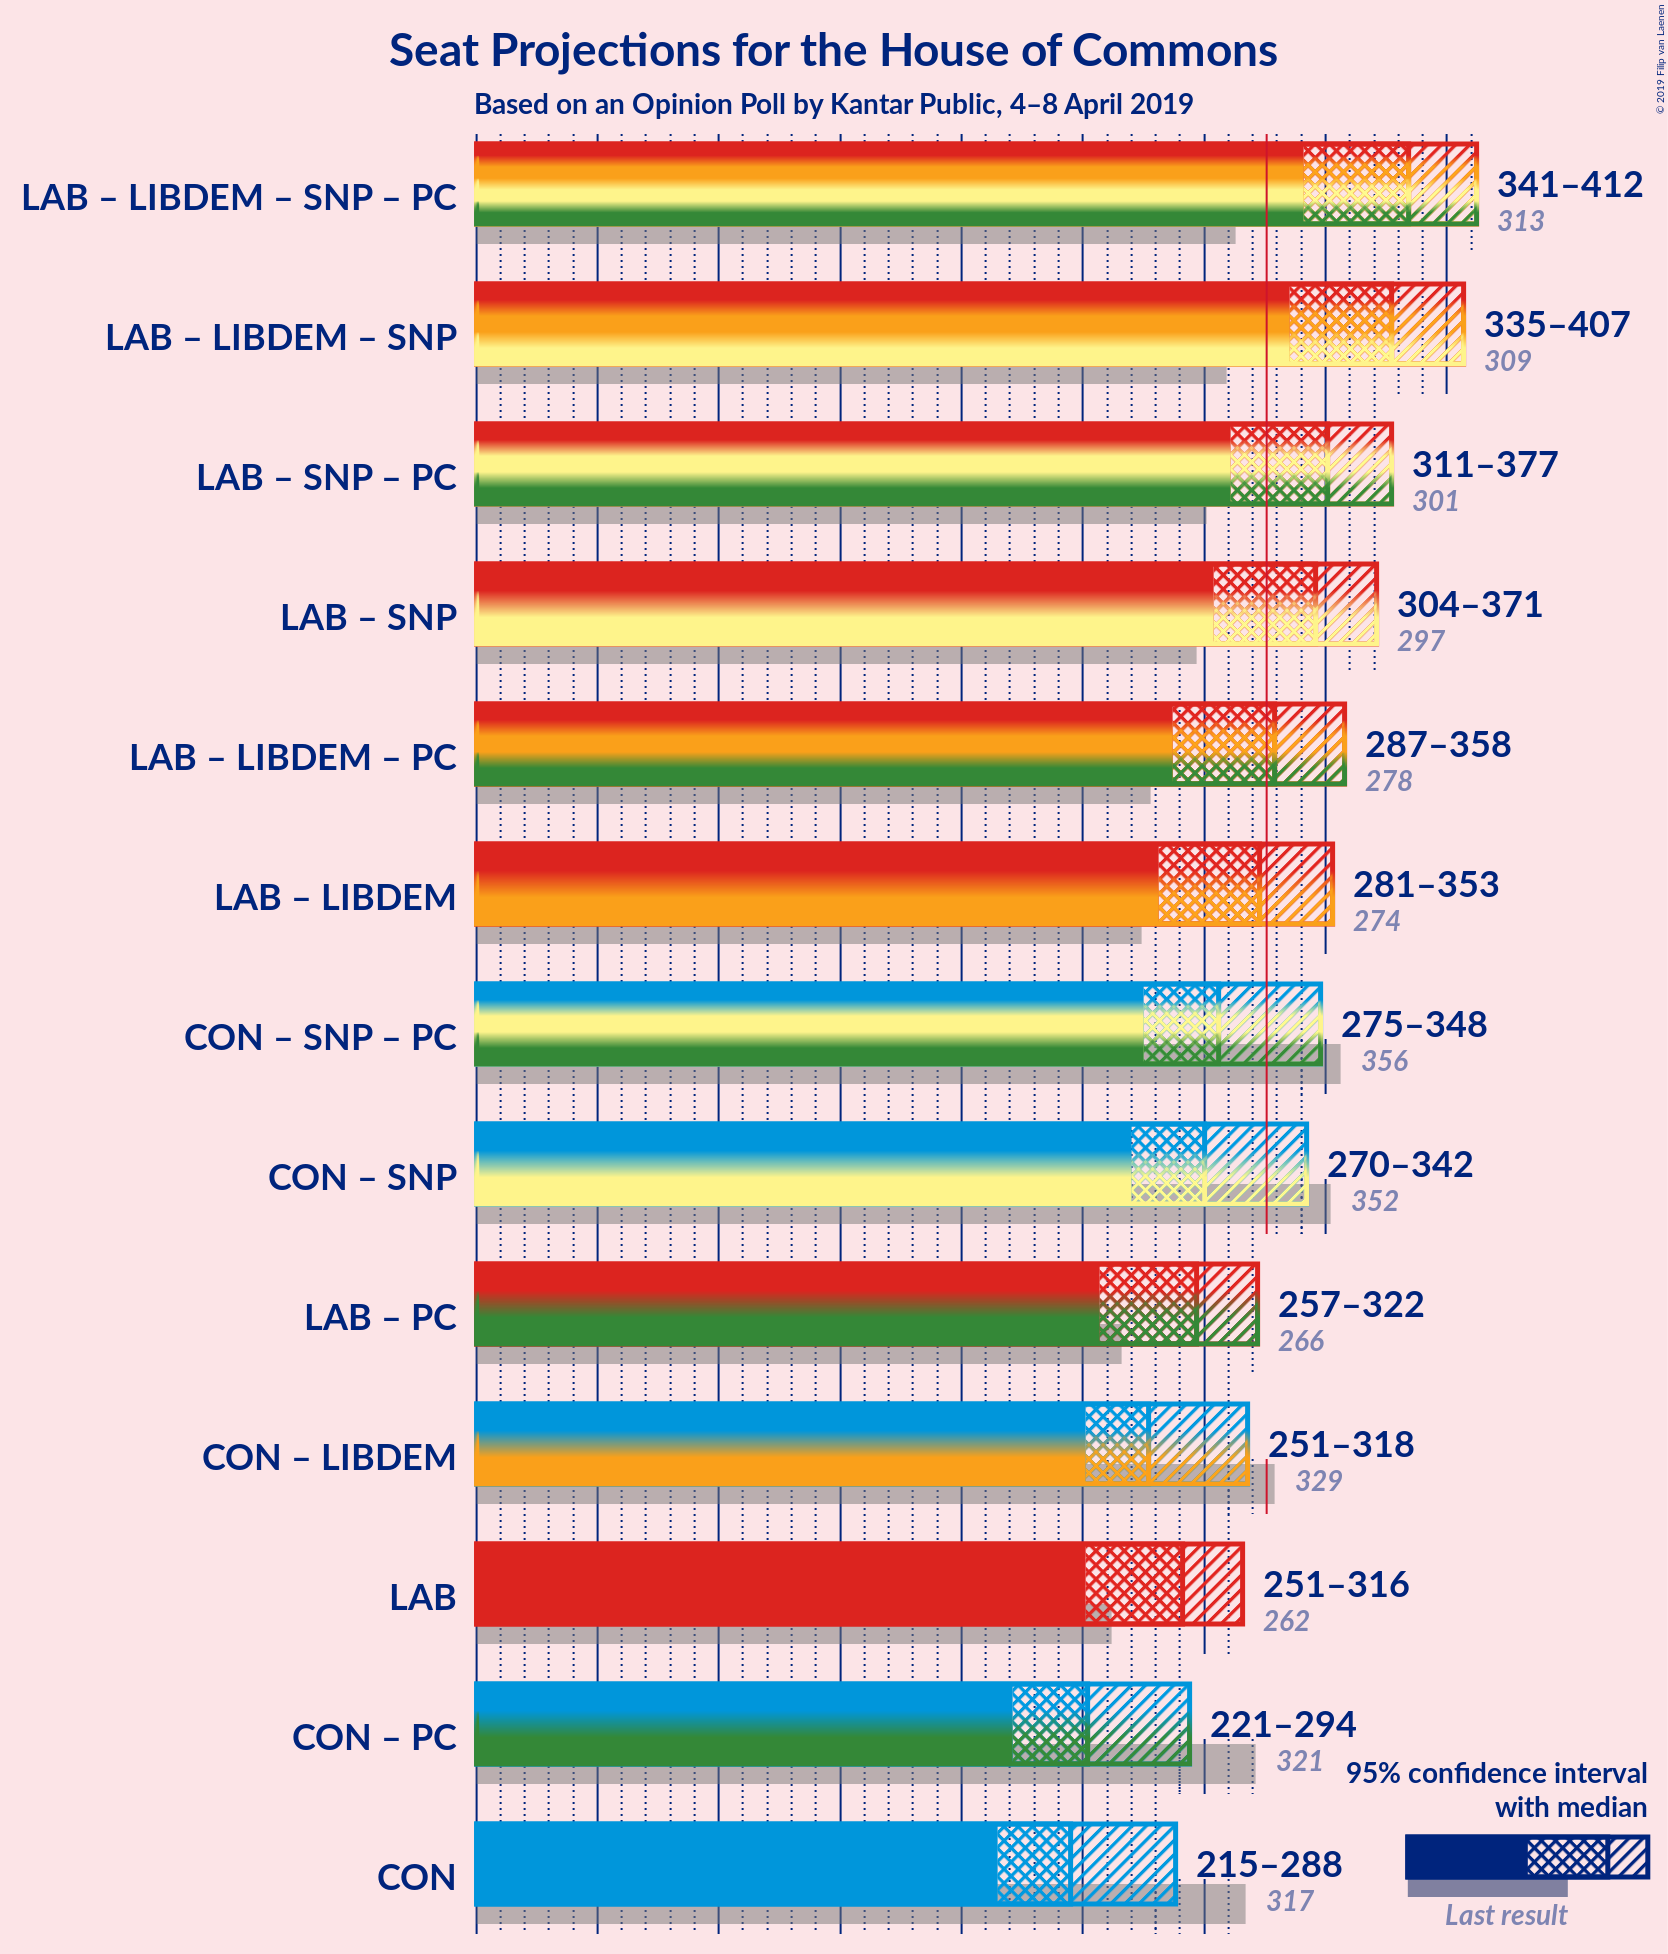 Seat Projections for the House of Commons
Based on an Opinion Poll by Kantar Public, 4–8 April 2019
© 2019 Filip van Laenen
LAB – LIBDEM – SNP – PC
341–412
313
LAB – LIBDEM – SNP
335–407
309
LAB – SNP – PC
311–377
301
LAB – SNP
304–371
297
LAB – LIBDEM – PC
287–358
278
LAB – LIBDEM
281–353
274
CON – SNP – PC
275–348
356
CON – SNP
270–342
352
LAB – PC
257–322
266
CON – LIBDEM
251–318
329
LAB
251–316
262
CON – PC
221–294
321
CON
215–288
317
95% confidence interval
with median
Last result